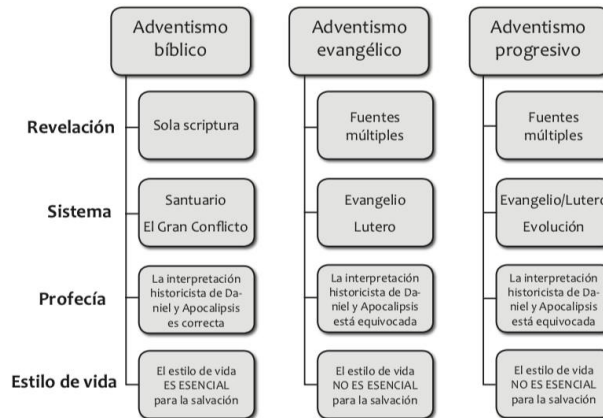 Adventismo
bíblico
Adventismo
evangélico
Adventismo
progresivo
Revelación
Sola scriptura
Fuentes
múltiples
Fuentes
múltiples
Sistema
Santuario
El Gran Conflicto
Evangelio
Lutero
Evangelio/Lutero
Evolución
Profecía
La interpretación
historicista de Da-
niel y Apocalipsis
es correcta
La interpretación
historicista de Da-
niel y Apocalipsis
está equivocada
La interpretación
historicista de Da-
niel y Apocalipsis
está equivocada
Estilo de vida
El estilo de vida
ES ESENCIAL
para la salvación
El estilo de vida
NO ES ESENCIAL
para la salvación
El estilo de vida
NO ES ESENCIAL
para la salvación